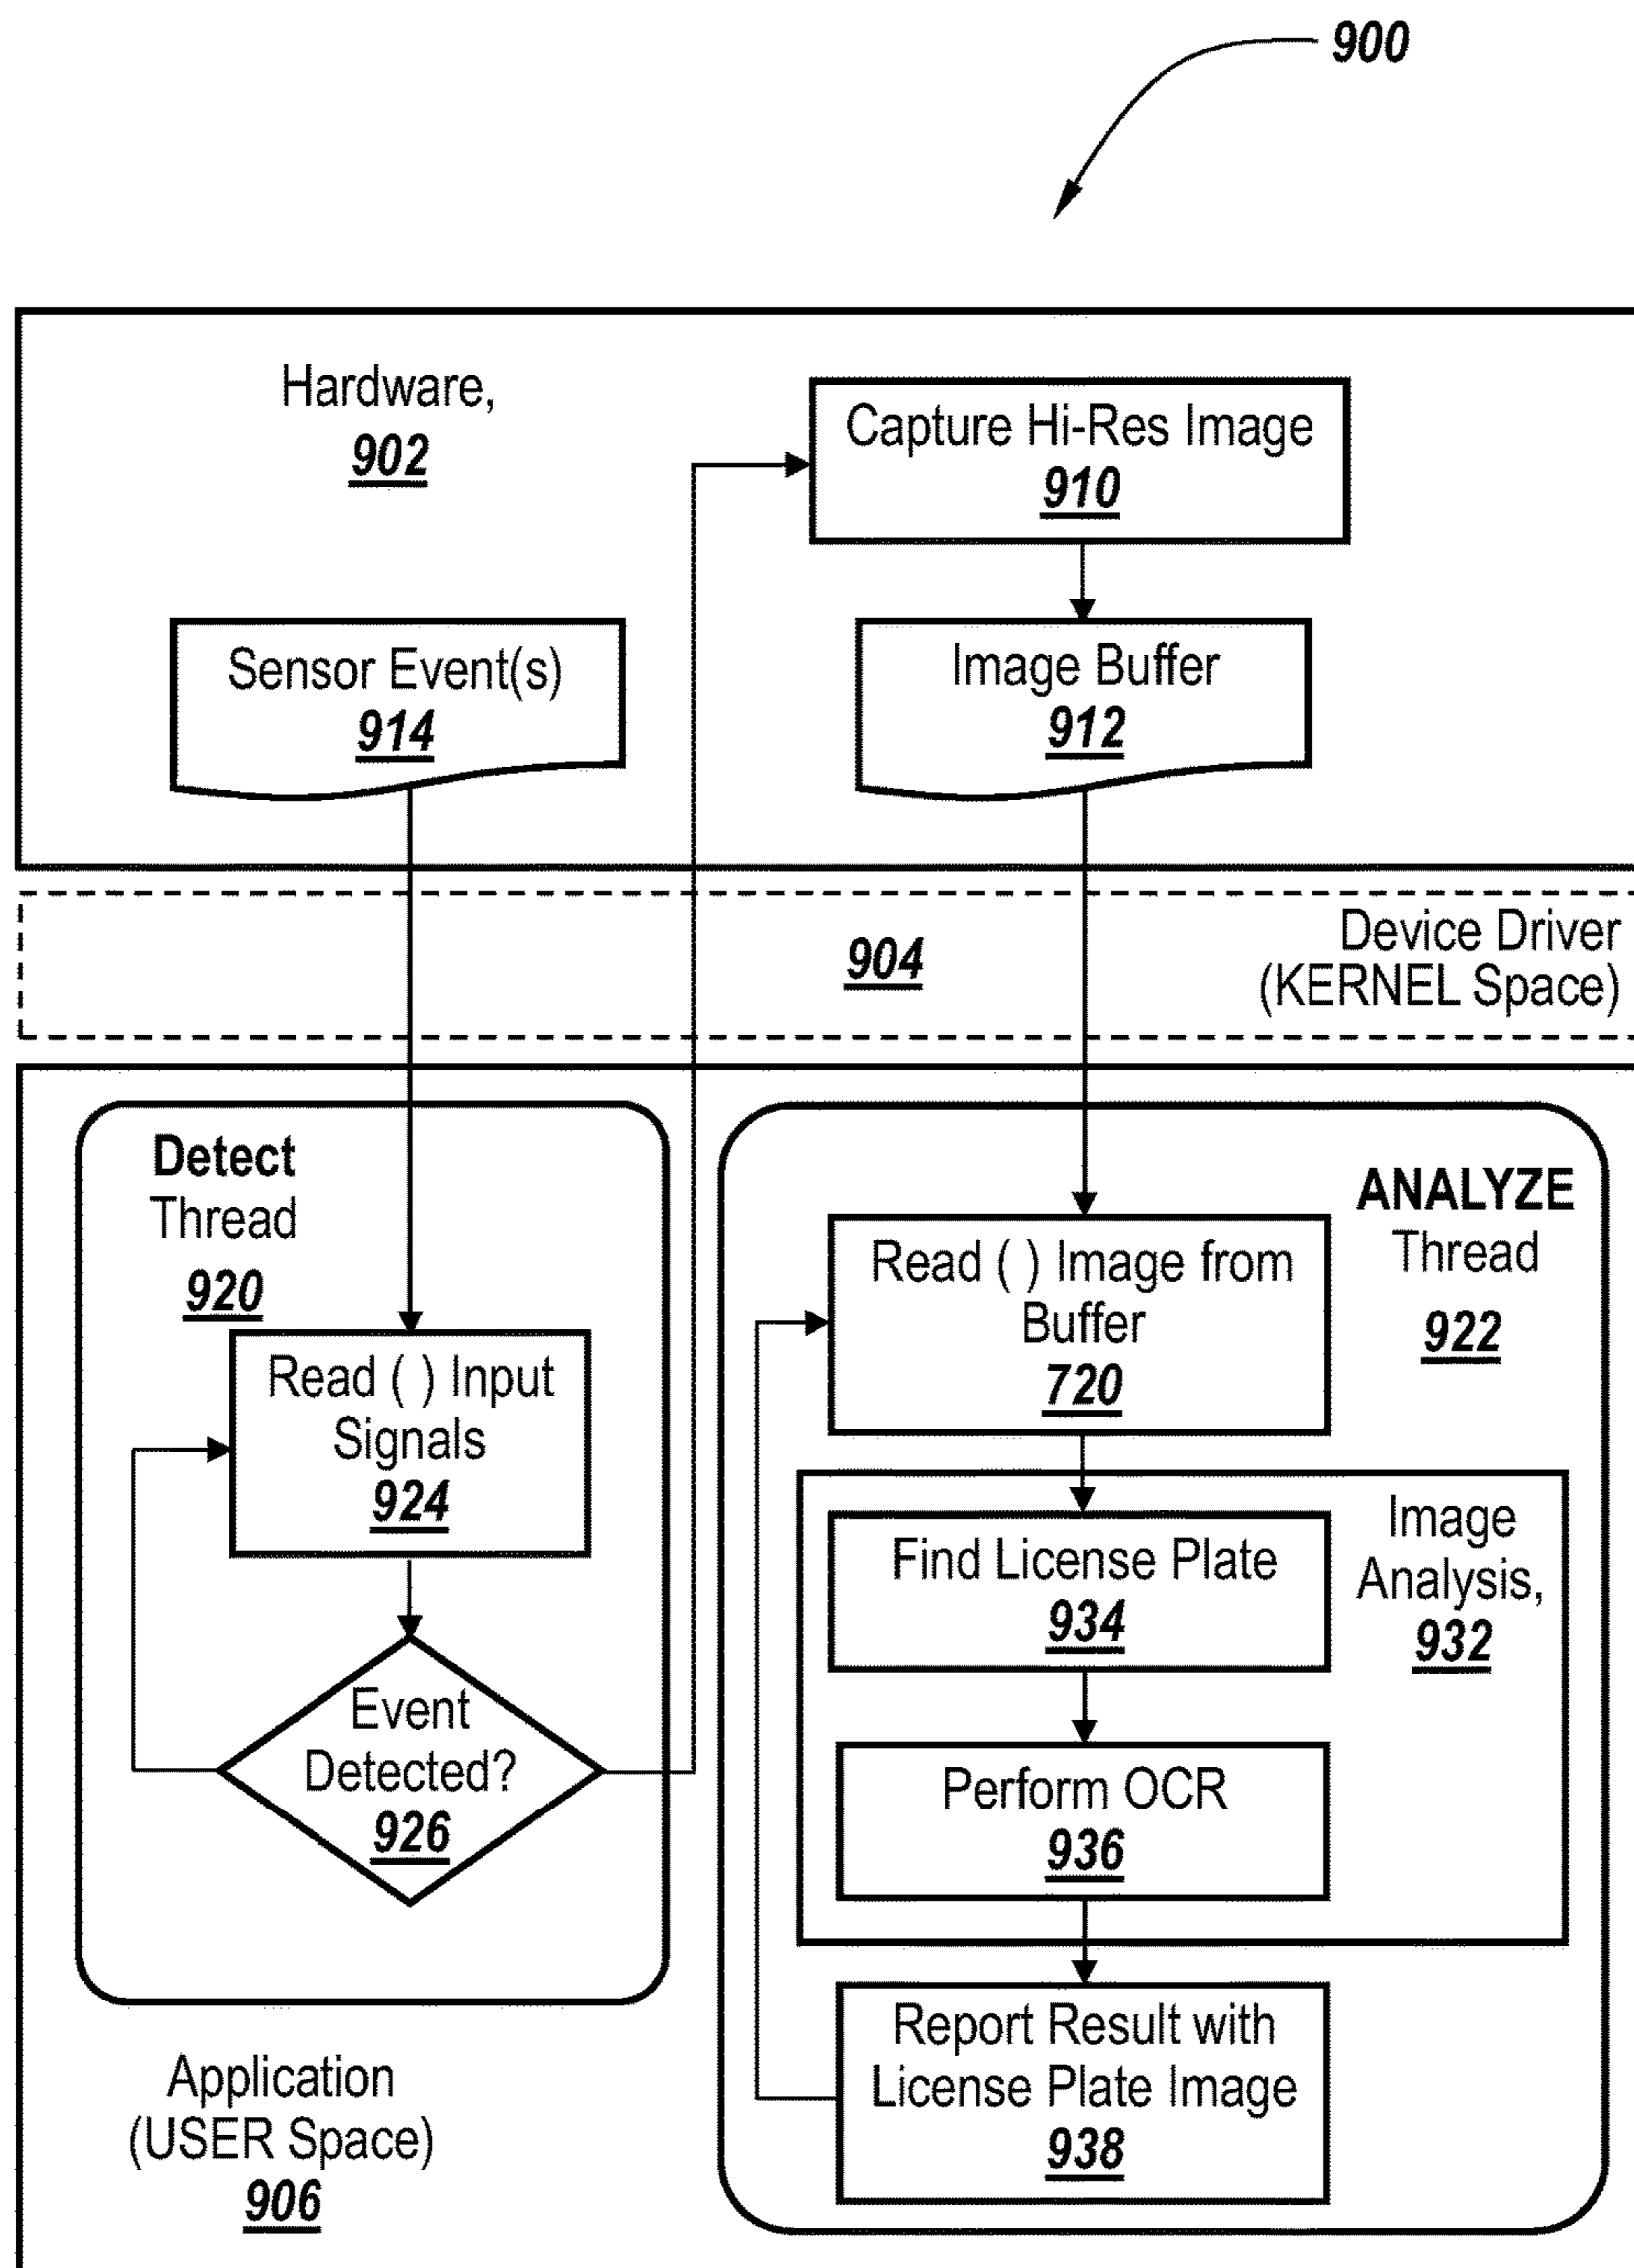 900
Hardware,
902
Capture Hi-Res Image
910
Sensor Event(s)
914
Image Buffer
912
904
Device Driver
(KERNEL Space)
Detect
Thread
920
Read ( ) Input
Signals
924
Event
Detected?
926
ANALYZE
Thread
922
Read ( ) Image from
Buffer
720
Image
Analysis,
932
Find License Plate
934
Perform OCR
936
Report Result with
License Plate Image
938
Application
(USER Space)
906